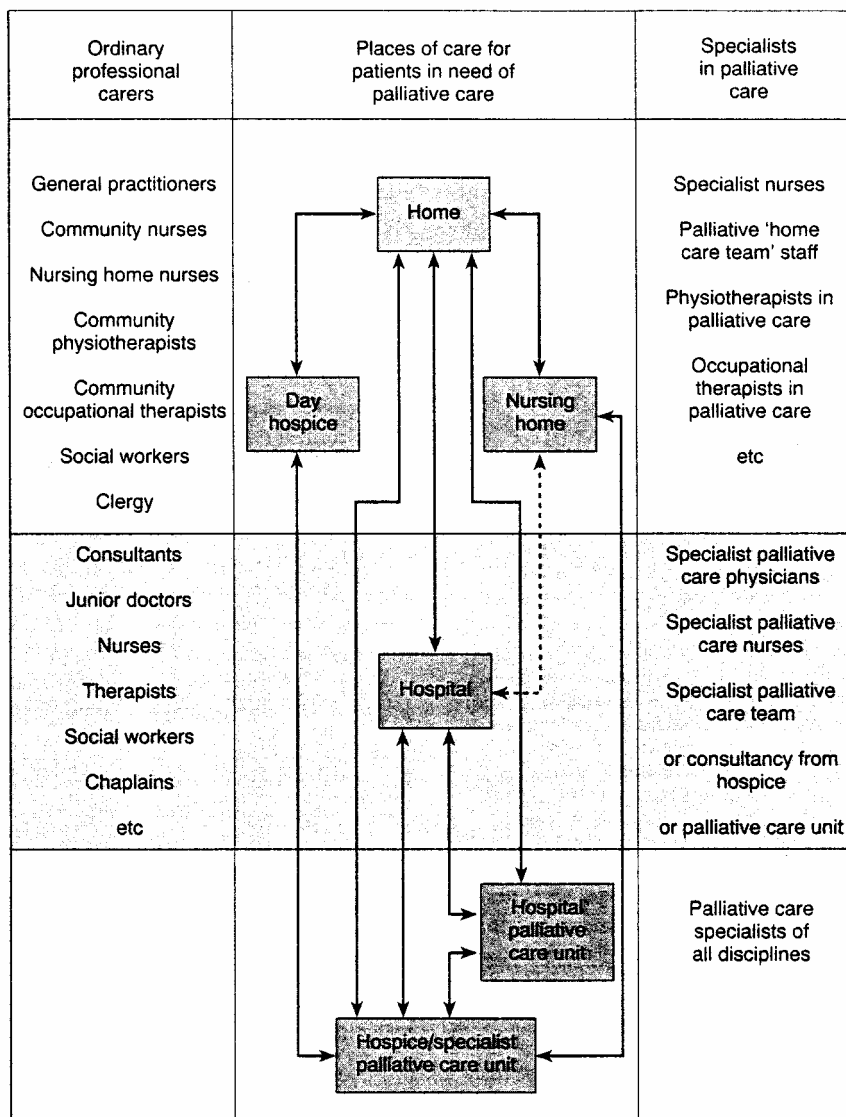 Ordinary
professional
carers
Places of care for
patients in need of
palliative care
Specialists
in palliative
care
General practitioners
Community nurses
Nursing home nurses
Community
physiotherapists
Community
occupational therapists
Social workers
Clergy
Home
Day
hospice
Nursing
home
Specialist nurses
Palliative 'home
care team' staff
Physiotherapists in
palliative care
Occupational
therapists in
palliative care
etc
Consultants
Junior doctors
Nurses
Therapists
Social workers
Chaplains
etc
Hospital
Specialist palliative
care physicians
Specialist palliative
care nurses
Specialist palliative
care team
or consultancy from
hospice
or palliative care unit
Hospital
palliative
care unit
Hospice/specialist
palliative care unit
Palliative care
specialists of
all disciplines